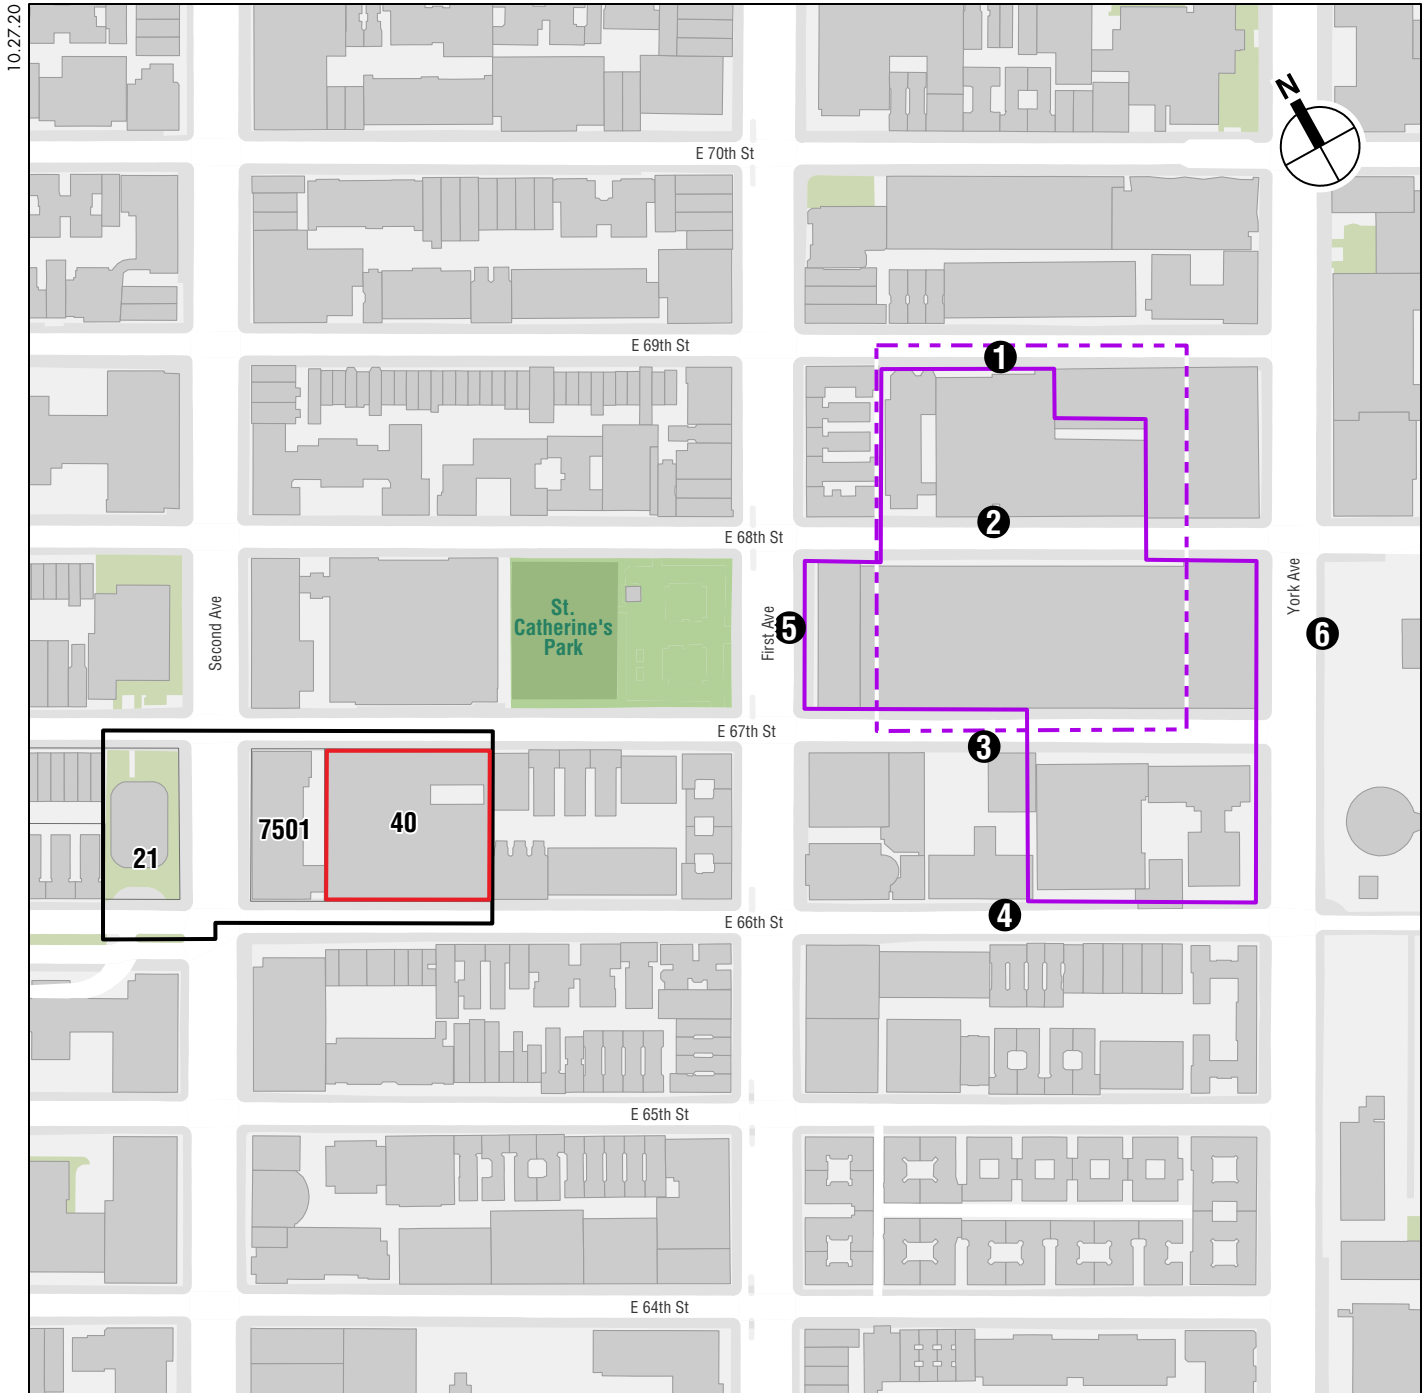 10.27.20
N
E 70th St
E 69th St
1
2
E 68th St
St.
Catherine's
Park
Second Ave
First Ave
5
York Ave
6
E 67th St
3
7501
40
21
4
E 66th St
E 65th St
E 64th St